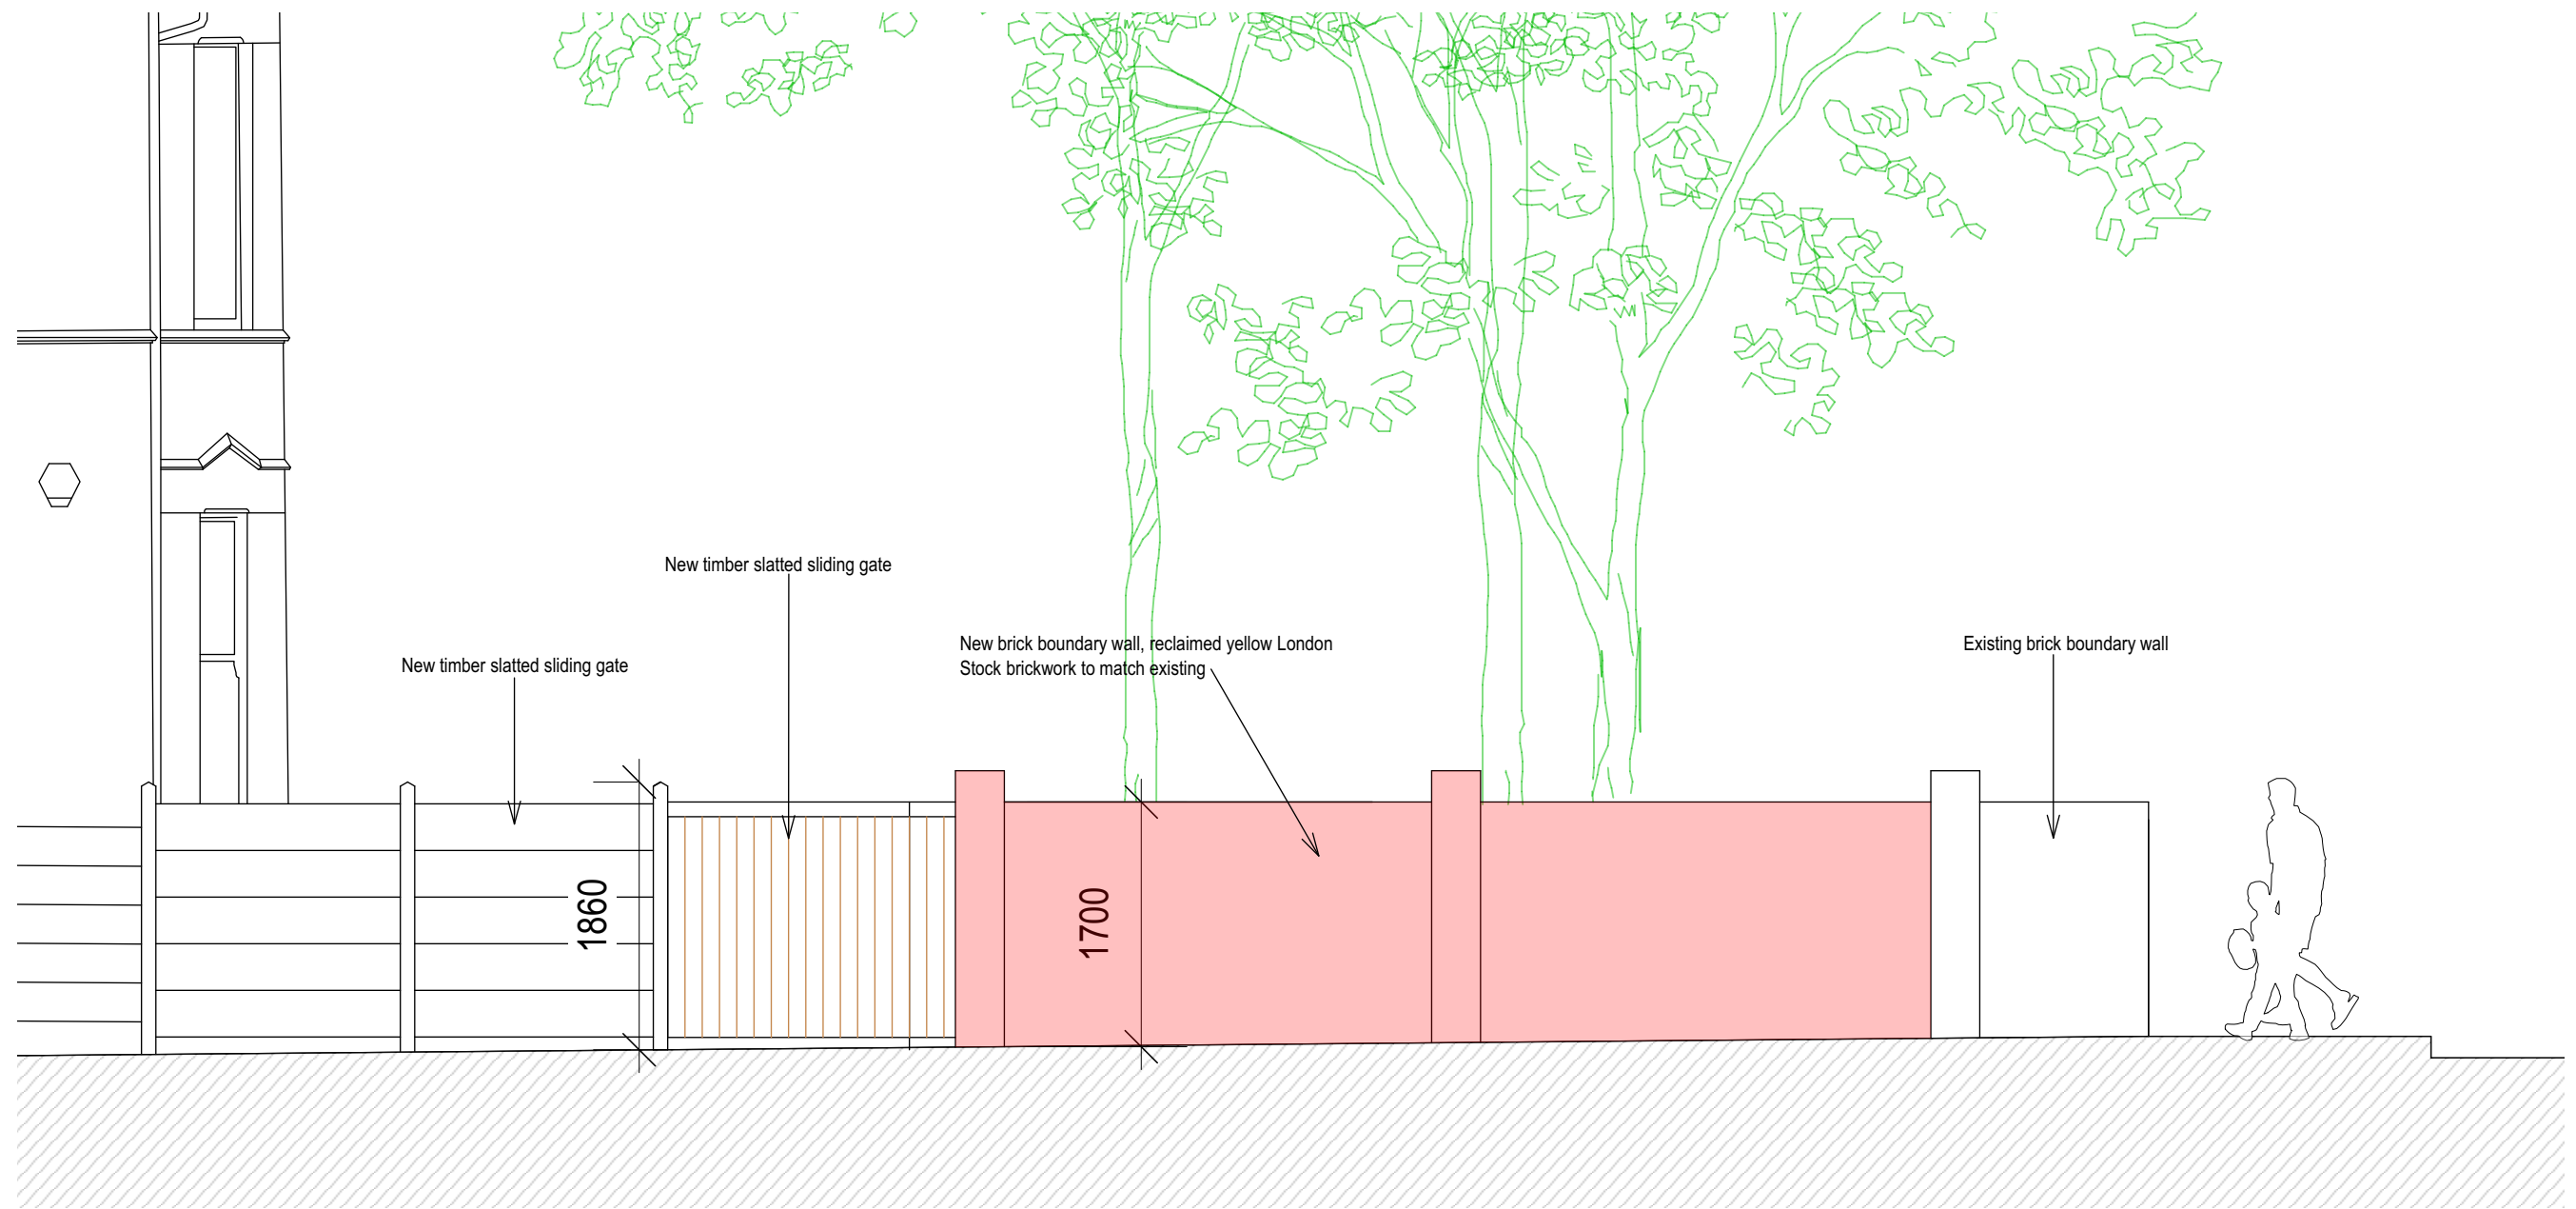 New timber slatted sliding gate
New brick boundary wall, reclaimed yellow London
Stock brickwork to match existing
Existing brick boundary wall
New timber slatted sliding gate
1860
1700